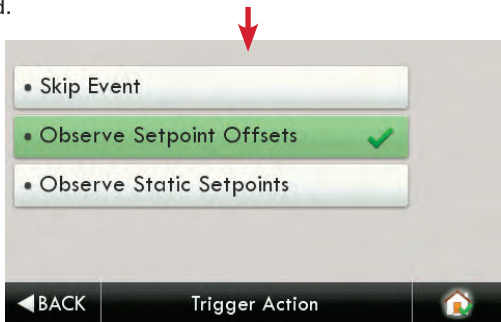 d.
• Skip Event
• Observe Setpoint Offsets
• Observe Static Setpoints
BACK Trigger Action